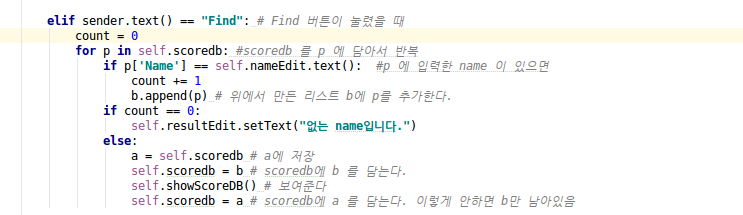 elif sender.text() == "Find": # Find 버튼이 눌렸을 때
count = 0
for p in self.scoredb: #scoredb 를 p 에 담아서 반복
if p['Name'] == self.nameEdit.text(): #p 에 입력한 name 이 있으면
count += 1
b.append(p) # 위에서 만든 리스트 b에 p를 추가한다.
if count == 0:
self.resultEdit.setText("없는 name입니다.")
else:
a = self.scoredb # a에 저장
self.scoredb = b # scoredb에 b 를 담는다.
self.showScoreDB() # 보여준다
self.scoredb = a # scoredb에 a 를 담는다. 이렇게 안하면 b만 남아있음